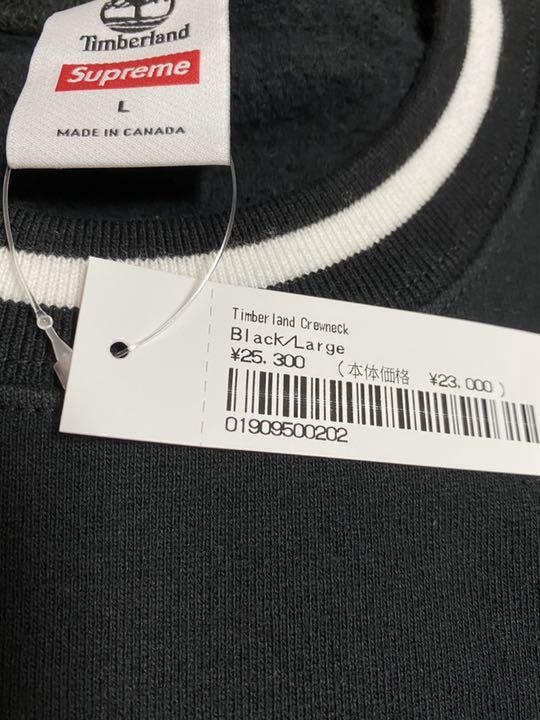 Timberland
Supreme
L
MADE IN CANADA
Timberland Crewneck
Black/Large
¥25.300 (本体価格 ¥23.000)
01909500202